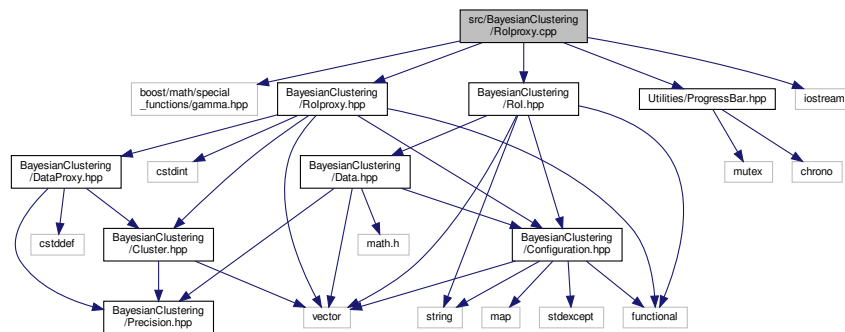 src/BayesianClustering
/RoIproxy.cpp
boost/math/special
_functions/gamma.hpp
BayesianClustering
/RoIproxy.hpp
BayesianClustering
/RoI.hpp
Utilities/ProgressBar.hpp
iostream
BayesianClustering
/DataProxy.hpp
cstdint
BayesianClustering
/Data.hpp
mutex
chrono
cstddef
BayesianClustering
/Cluster.hpp
math.h
BayesianClustering
/Configuration.hpp
BayesianClustering
/Precision.hpp
vector
string
map
stdexcept
functional